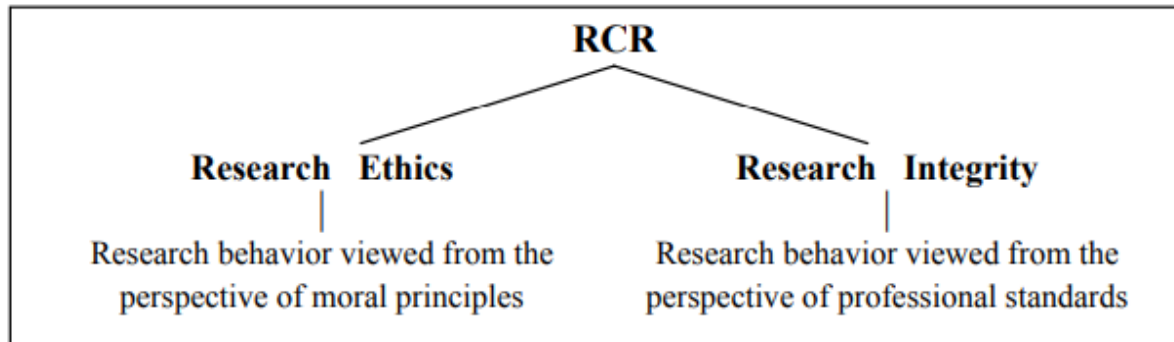 RCR
Research Ethics
Research Integrity
Research behavior viewed from the
perspective of moral principles
Research behavior viewed from the
perspective of professional standards